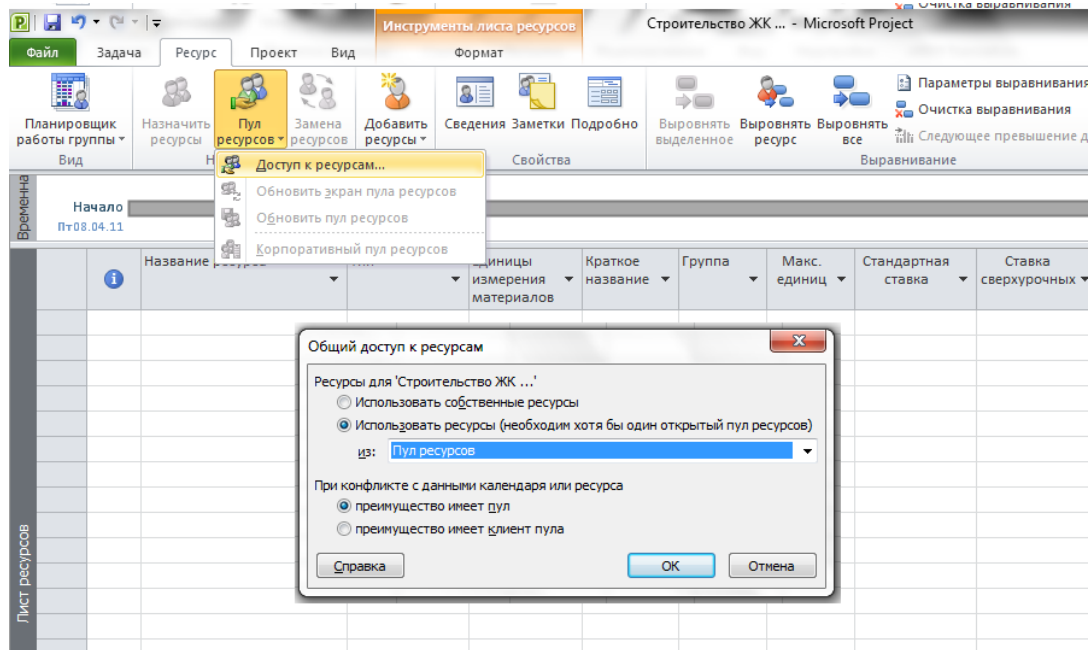 Очистка выравнивания
Инструменты листа ресурсов
Строительство ЖК ... - Microsoft Project
Файл Задача Ресурс Проект Вид Формат
Планировщик работы группы
Назначить ресурсы
Пул ресурсов
Замена ресурсов
Добавить ресурсы
Сведения Заметки Подробно
Выровнять выделенное
Выровнять ресурс
Выровнять все
Параметры выравнивания
Очистка выравнивания
Следующее превышение д
Вид
Н
Свойства
Выравнивание
Доступ к ресурсам...
Обновить экран пула ресурсов
Обновить пул ресурсов
Корпоративный пул ресурсов
Временна
Начало
Пт08.04.11
Название ресурса
Единицы измерения материалов
Краткое название
Группа
Макс. единиц
Стандартная ставка
Ставка сверхурочных
Общий доступ к ресурсам
Ресурсы для 'Строительство ЖК ...'
Использовать собственные ресурсы
Использовать ресурсы (необходим хотя бы один открытый пул ресурсов)
из: Пул ресурсов
При конфликте с данными календаря или ресурса
преимущество имеет пул
преимущество имеет клиент пула
Справка ОК Отмена
Лист ресурсов